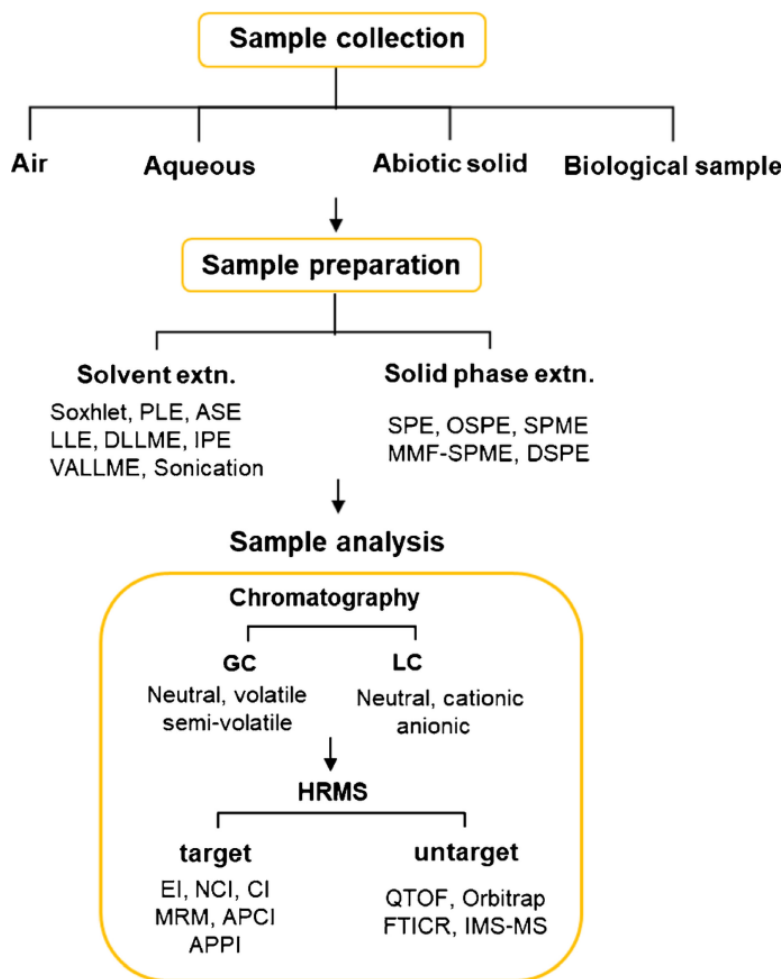 Sample collection
Air
Aqueous
Abiotic solid
Biological sample
Sample preparation
Solvent extn.
Soxhlet, PLE, ASE
LLE, DLLME, IPE
VALLME, Sonication
Solid phase extn.
SPE, OSPE, SPME
MMF-SPME, DSPE
Sample analysis
Chromatography
GC
Neutral, volatile
semi-volatile
LC
Neutral, cationic
anionic
HRMS
target
EI, NCI, CI
MRM, APCI
APPI
untarget
QTOF, Orbitrap
FTICR, IMS-MS